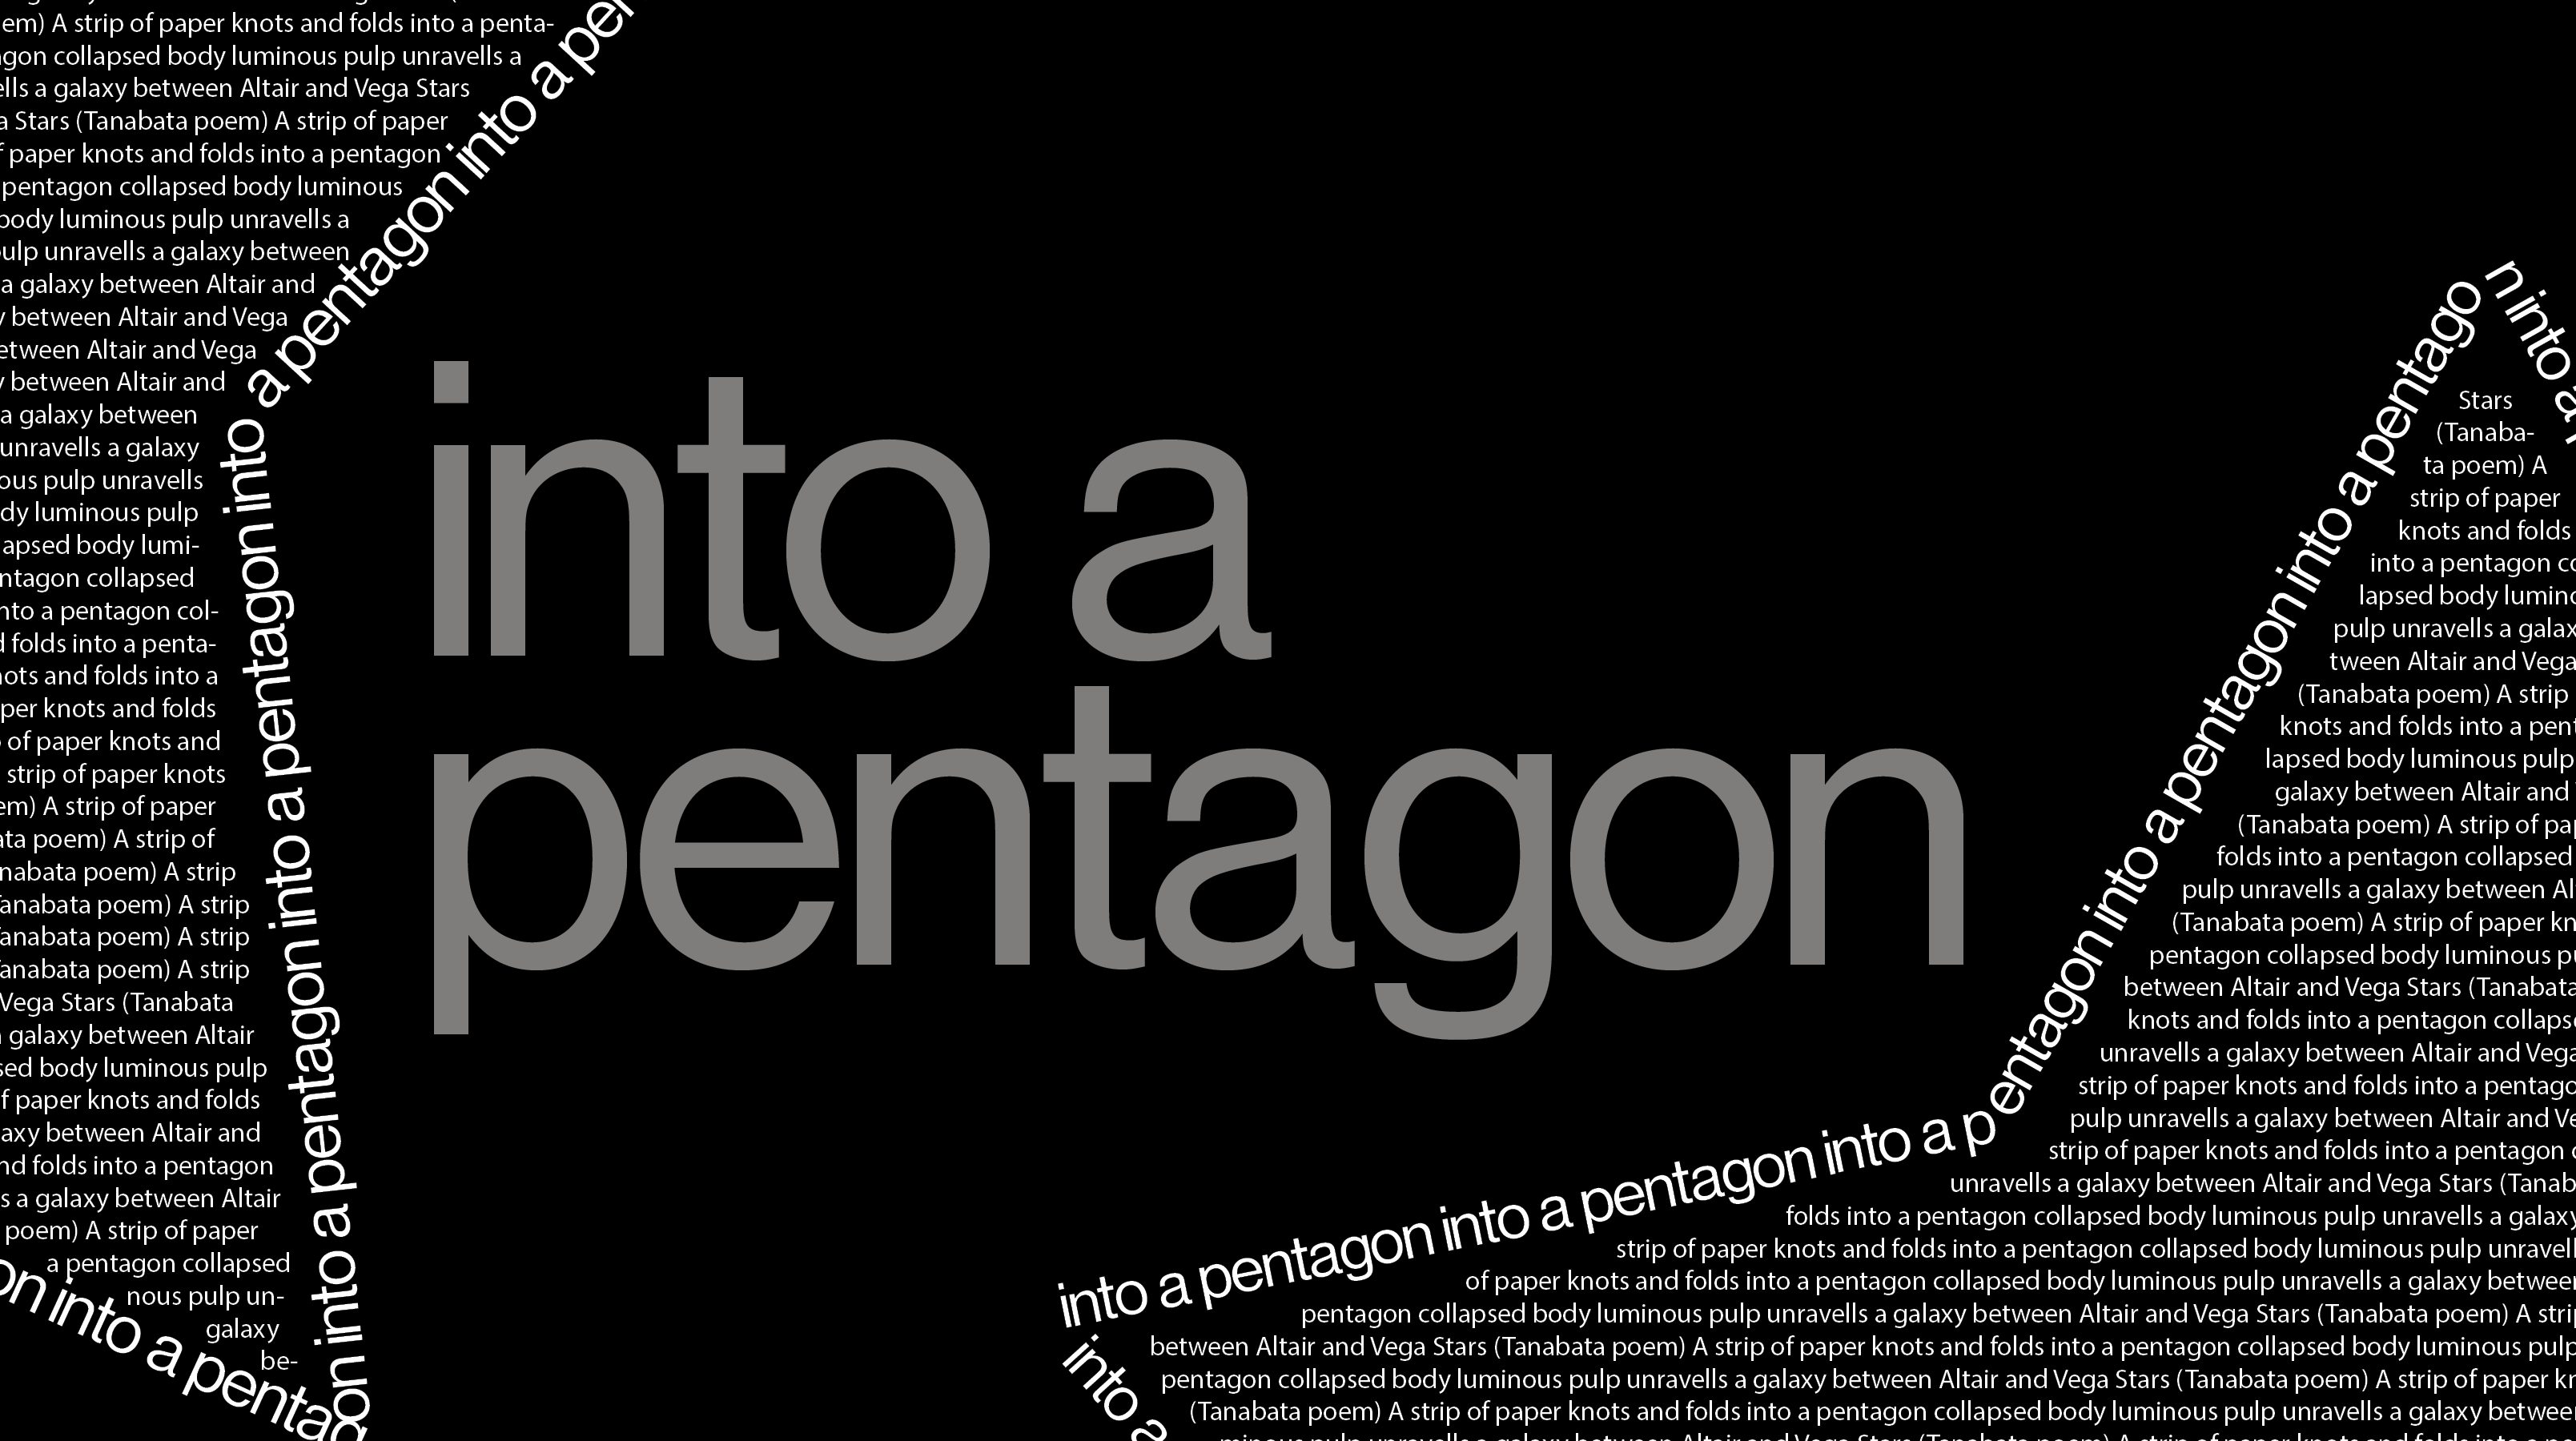 em) A strip of paper knots and folds into a penta-
gon collapsed body luminous pulp unravells a
ells a galaxy between Altair and Vega Stars
a Stars (Tanabata poem) A strip of paper
f paper knots and folds into a pentagon
pentagon collapsed body luminous
body luminous pulp unravells a
ulp unravells a galaxy between
a galaxy between Altair and
y between Altair and Vega
etween Altair and Vega
y between Altair and
a galaxy between
unravells a galaxy
ous pulp unravells
dy luminous pulp
apsed body lumi-
ntagon collapsed
nto a pentagon col-
d folds into a penta-
nots and folds into a
per knots and folds
of paper knots and
strip of paper knots
em) A strip of paper
ata poem) A strip of
nabata poem) A strip
Tanabata poem) A strip
Tanabata poem) A strip
Tanabata poem) A strip
Vega Stars (Tanabata
a galaxy between Altair
sed body luminous pulp
f paper knots and folds
axy between Altair and
nd folds into a pentagon
s a galaxy between Altair
poem) A strip of paper
a pentagon collapsed
nous pulp un-
galaxy
be-
on into a pentag
on into a pentagon into a pentagon into a pentagon into a pentagon into a pen
into a
pentagon
into a pentagon into a pentagon into a pentagon into a pentagon into a pentago
n into a
into a
Stars
(Tanaba-
ta poem) A
strip of paper
knots and folds
into a pentagon co
lapsed body lumino
pulp unravells a galax
tween Altair and Vega
(Tanabata poem) A strip
knots and folds into a pent
lapsed body luminous pulp
galaxy between Altair and
(Tanabata poem) A strip of pap
folds into a pentagon collapsed
pulp unravells a galaxy between Al
(Tanabata poem) A strip of paper kn
pentagon collapsed body luminous pu
between Altair and Vega Stars (Tanabata
knots and folds into a pentagon collapse
unravells a galaxy between Altair and Vega
strip of paper knots and folds into a pentago
pulp unravells a galaxy between Altair and Ve
strip of paper knots and folds into a pentagon c
unravells a galaxy between Altair and Vega Stars (Tanab
folds into a pentagon collapsed body luminous pulp unravells a galaxy
strip of paper knots and folds into a pentagon collapsed body luminous pulp unravell
of paper knots and folds into a pentagon collapsed body luminous pulp unravells a galaxy betwee
pentagon collapsed body luminous pulp unravells a galaxy between Altair and Vega Stars (Tanabata poem) A strip
between Altair and Vega Stars (Tanabata poem) A strip of paper knots and folds into a pentagon collapsed body luminous pulp
pentagon collapsed body luminous pulp unravells a galaxy between Altair and Vega Stars (Tanabata poem) A strip of paper kn
(Tanabata poem) A strip of paper knots and folds into a pentagon collapsed body luminous pulp unravells a galaxy betwee